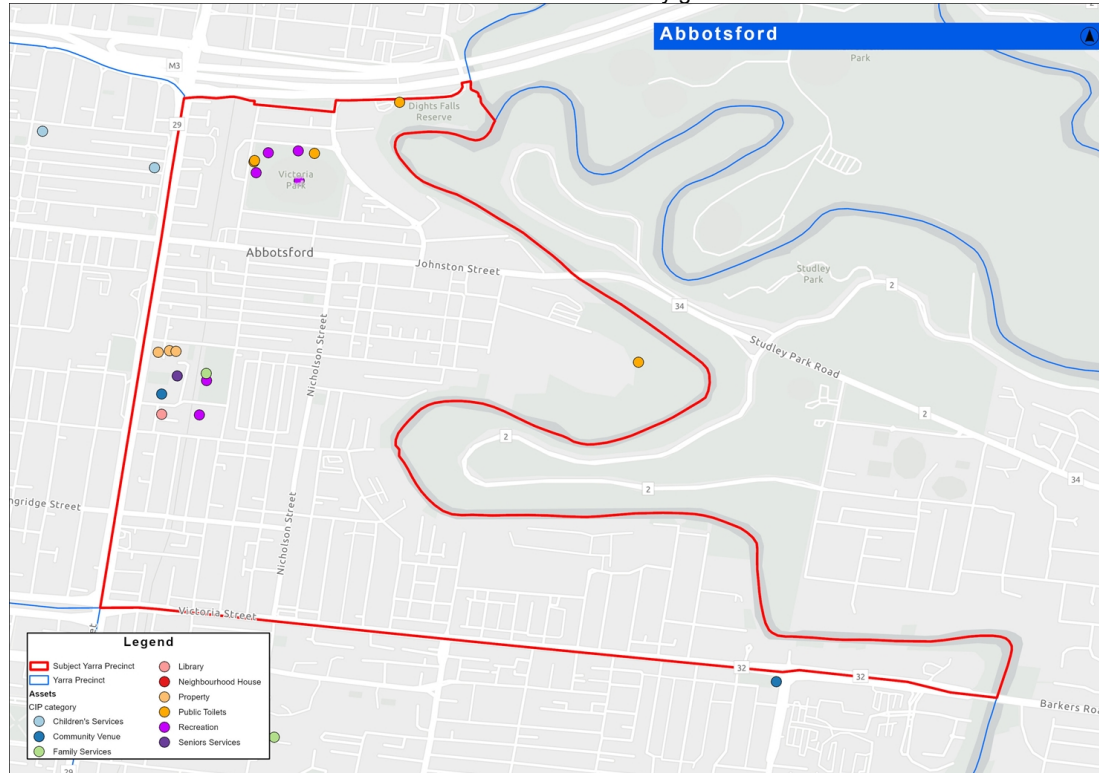 Abbotsford
Park
2
M3
Dights Falls
Reserve
29
Victoria
Park
Abbotsford
Johnston Street
Studley
Park
2
34
Studley Park Road
Nicholson Street
2
2
34
2
ngridge Street
Nicholson Street
Victoria Street
32
32
Barkers Roa
29
Legend
Subject Yarra Precinct
Yarra Precinct
Assets
CIP category
Children's Services
Community Venue
Family Services
Library
Neighbourhood House
Property
Public Toilets
Recreation
Seniors Services